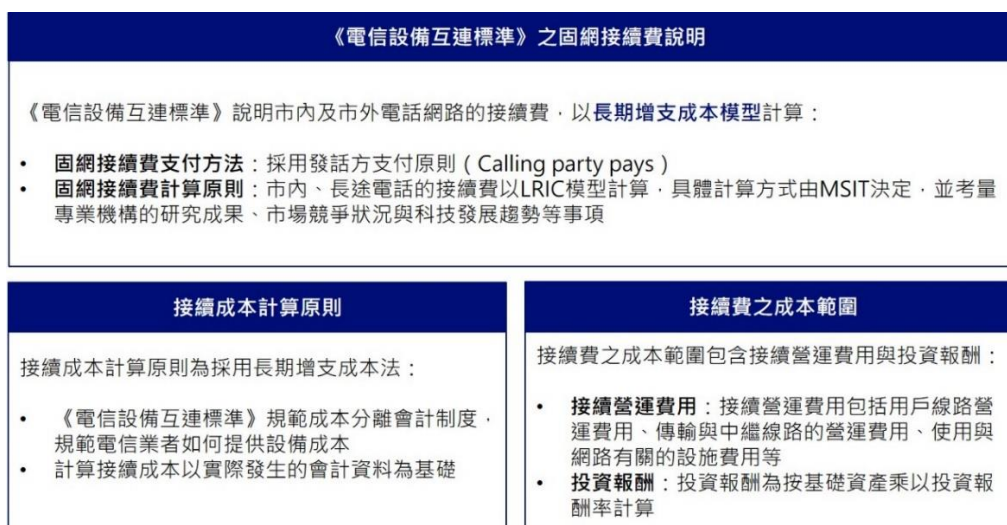 《電信設備互連標準》之固網接續費說明
《電信設備互連標準》說明市內及市外電話網路的接續費，以長期增支成本模型計算：
• 固網接續費支付方法：採用發話方支付原則（Calling party pays）
• 固網接續費計算原則：市內、長途電話的接續費以LRIC模型計算，具體計算方式由MSIT決定，並考量
專業機構的研究成果、市場競爭狀況與科技發展趨勢等事項
接續成本計算原則
接續成本計算原則為採用長期增支成本法：
• 《電信設備互連標準》規範成本分離會計制度，
規範電信業者如何提供設備成本
• 計算接續成本以實際發生的會計資料為基礎
接續費之成本範圍
接續費之成本範圍包含接續營運費用與投資報酬：
• 接續營運費用：接續營運費用包括用戶線路營
運費用、傳輸與中繼線路的營運費用、使用與
網路有關的設施費用等
• 投資報酬：投資報酬為按基礎資產乘以投資報
酬率計算